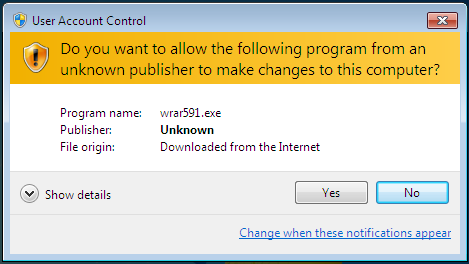 User Account Control
Do you want to allow the following program from an
unknown publisher to make changes to this computer?
Program name: wrar591.exe
Publisher: Unknown
File origin: Downloaded from the Internet
Show details Yes No
Change when these notifications appear